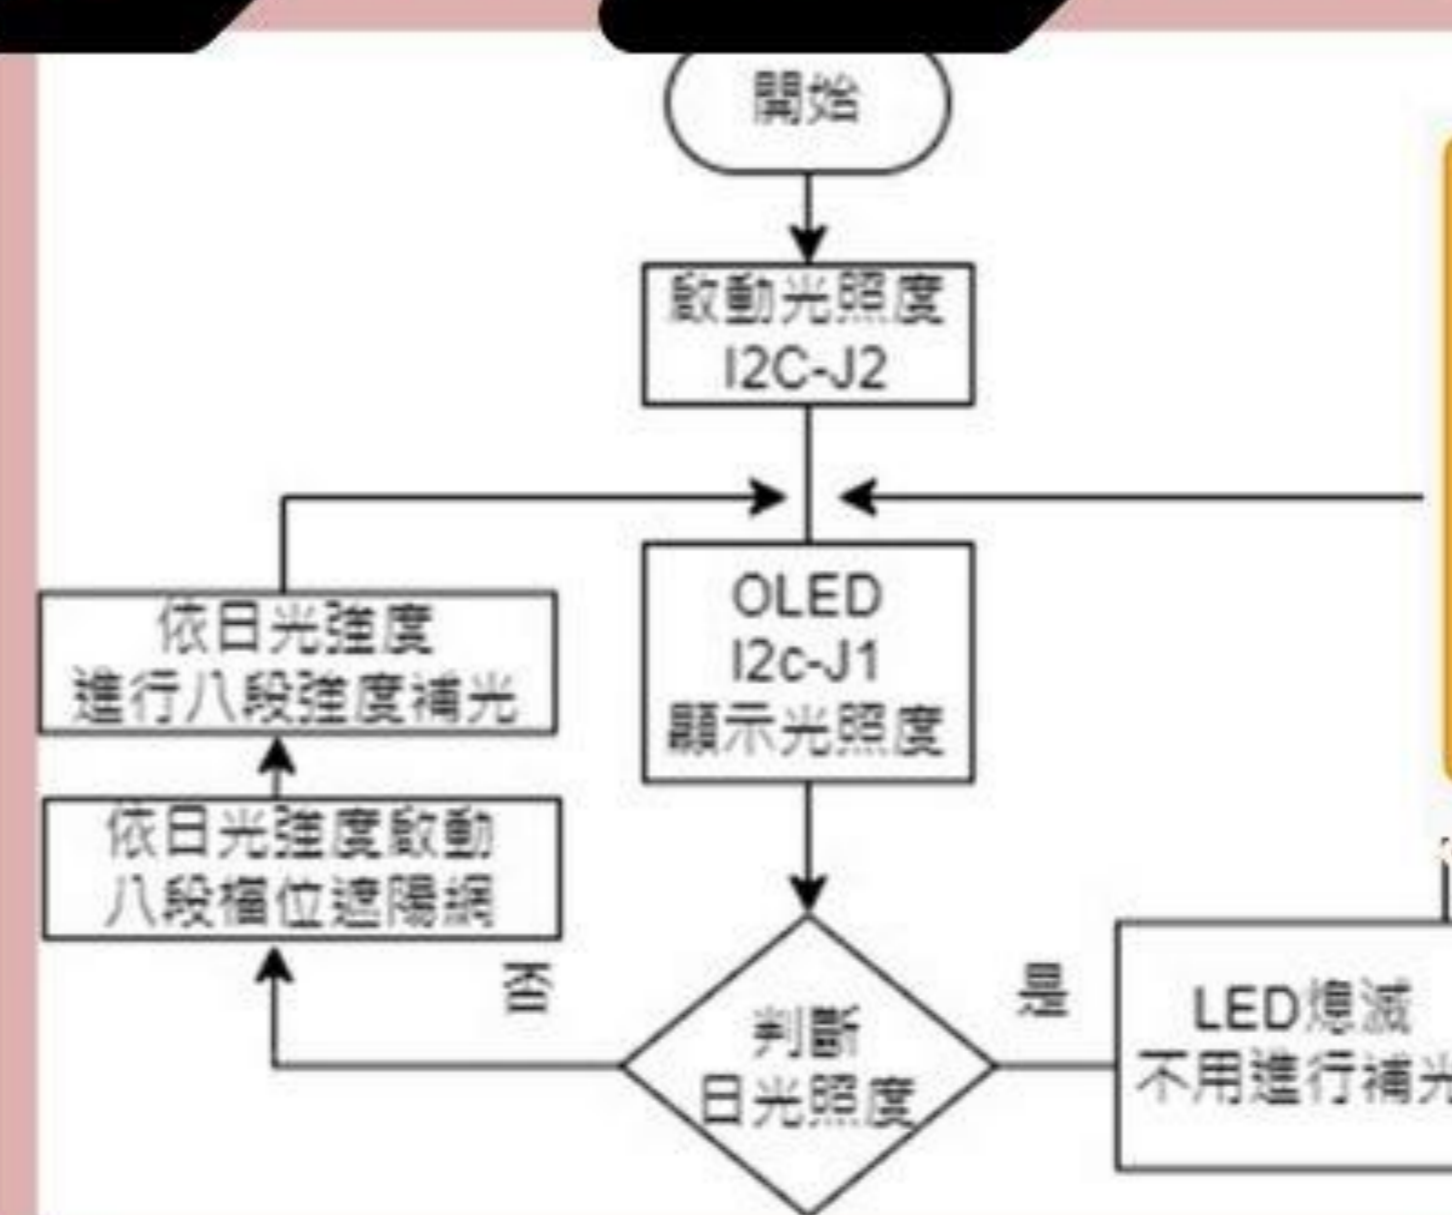 開始
啟動光照度
I2C-J2
OLED
I2c-J1
顯示光照度
依日光強度
進行八段強度補光
依日光強度啟動
八段檔位遮陽網
否
是
判斷
日光照度
LED熄滅
不用進行補光